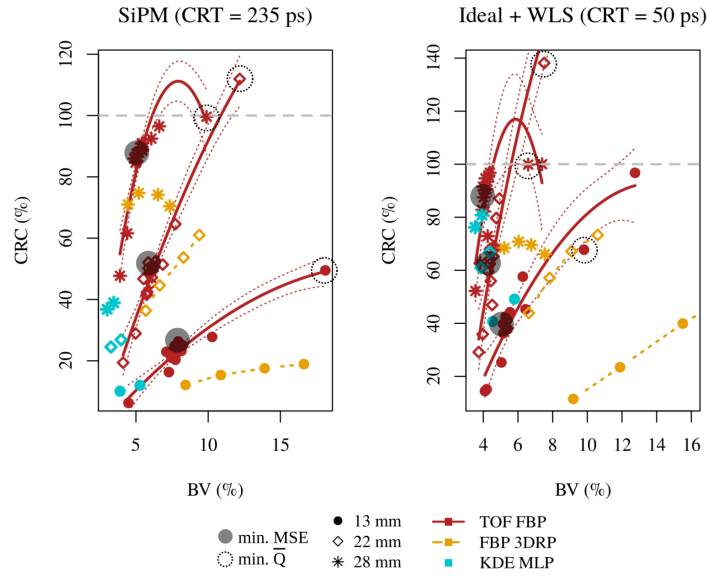 SiPM (CRT = 235 ps)
Ideal + WLS (CRT = 50 ps)
CRC (%)
120
100
80
60
40
20
5
10
15
BV (%)
CRC (%)
140
120
100
80
60
40
20
4
6
8
10
12
14
16
BV (%)
min. MSE
min. Q̅
13 mm
22 mm
28 mm
TOF FBP
FBP 3DRP
KDE MLP